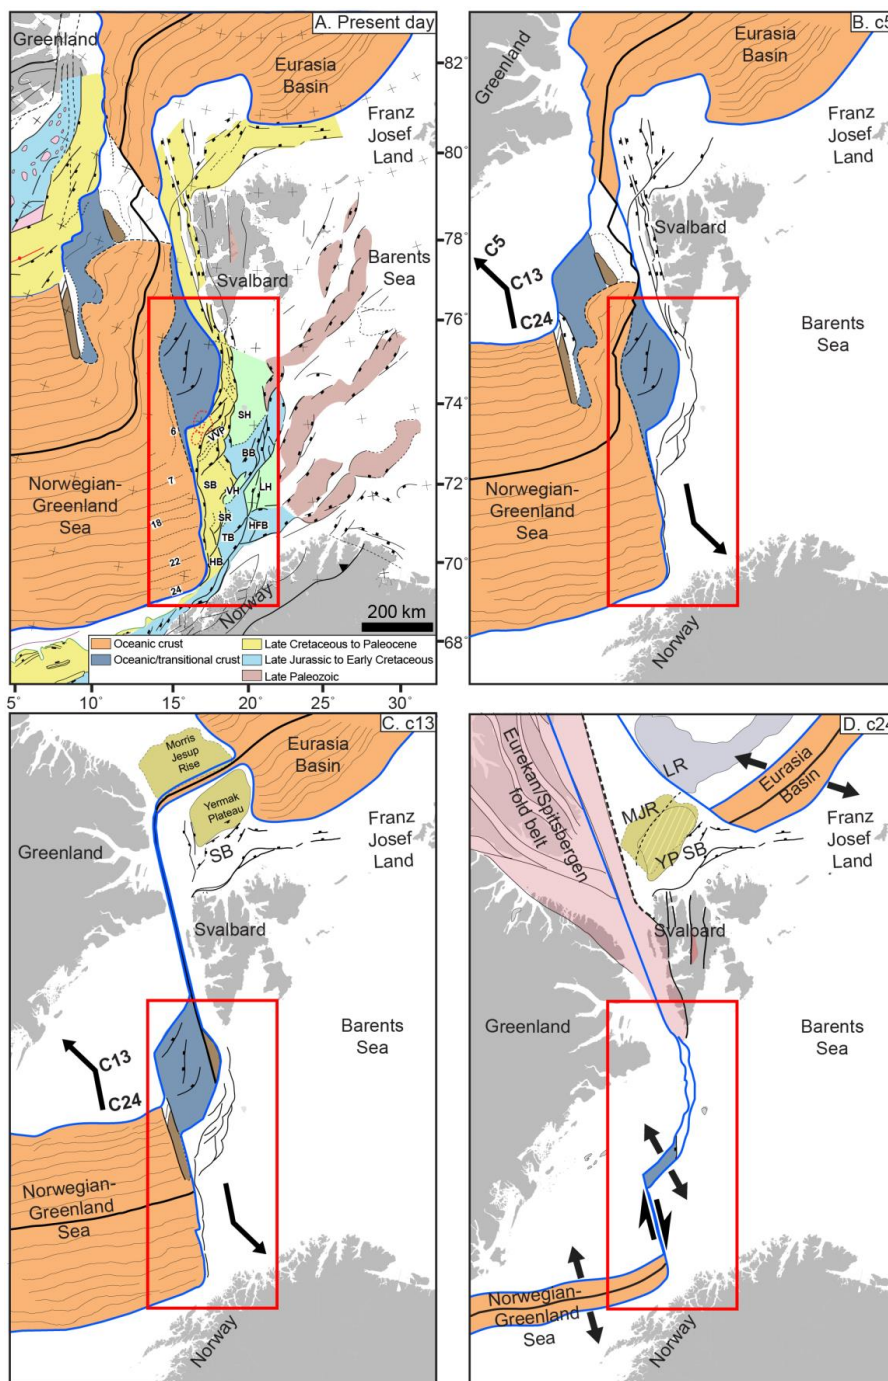 A. Present day
Greenland
Eurasia
Basin
Franz
Josef
Land
Svalbard
Barents
Sea
SH
VVP
BB
SB
VH
LH
SR
TB
HFB
HB
6
7
18
22
24
Norwegian-
Greenland
Sea
Norway
200 km
Oceanic crust
Oceanic/transitional crust
Late Cretaceous to Paleocene
Late Jurassic to Early Cretaceous
Late Paleozoic
82°
80°
78°
76°
74°
72°
70°
68°
5°
10°
15°
20°
25°
30°
B. c5
Greenland
Eurasia
Basin
Franz
Josef
Land
Svalbard
C5
C13
C24
Barents
Sea
Norwegian-
Greenland
Sea
Norway
C. c13
Morris
Jesup
Rise
Eurasia
Basin
Yermak
Plateau
SB
Franz
Josef
Land
Greenland
Svalbard
Barents
Sea
C13
C24
Norwegian-
Greenland
Sea
Norway
D. c24
Eurekan/Spitsbergen
fold belt
LR
Eurasia
Basin
MJR
YP
SB
Franz
Josef
Land
Svalbard
Greenland
Barents
Sea
Norwegian-
Greenland
Sea
Norway